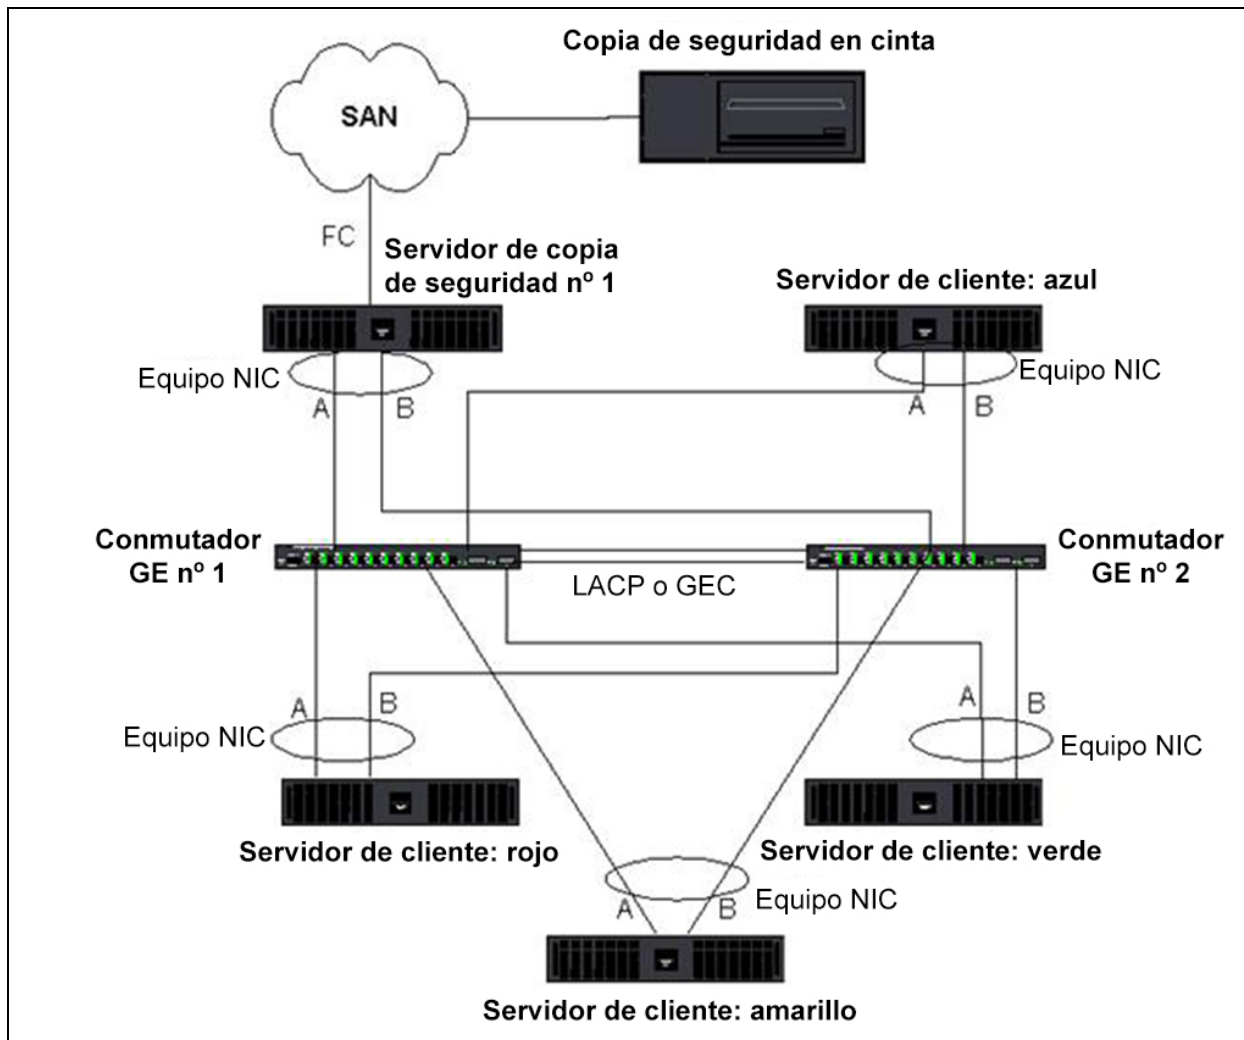 Copia de seguridad en cinta
SAN
FC
Servidor de copia
de seguridad nº 1
Servidor de cliente: azul
Equipo NIC
A
B
Equipo NIC
A
B
Conmutador
GE nº 1
LACP o GEC
Conmutador
GE nº 2
A
B
Equipo NIC
A
B
Equipo NIC
Servidor de cliente: rojo
Servidor de cliente: verde
A
B
Equipo NIC
Servidor de cliente: amarillo